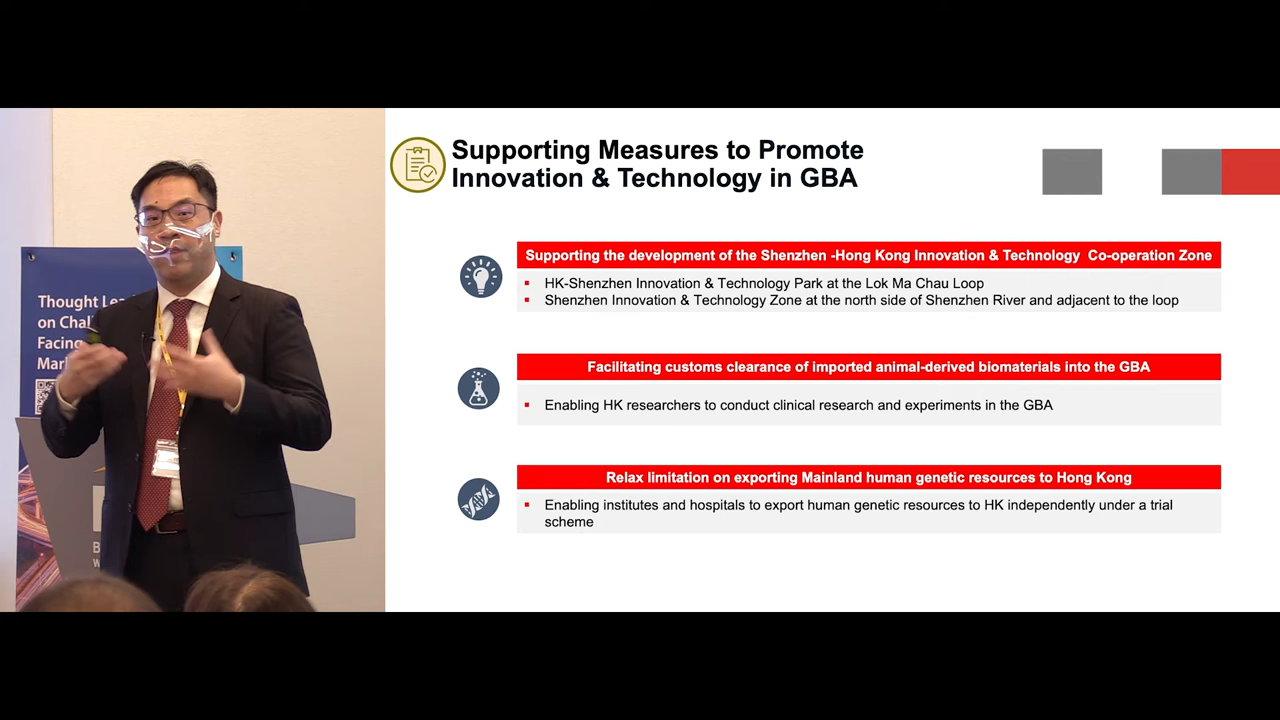 Thought
on
Facing
Supporting Measures to Promote
Innovation & Technology in GBA
Supporting the development of the Shenzhen -Hong Kong Innovation & Technology Co-operation Zone
▪ HK-Shenzhen Innovation & Technology Park at the Lok Ma Chau Loop
▪ Shenzhen Innovation & Technology Zone at the north side of Shenzhen River and adjacent to the loop
Facilitating customs clearance of imported animal-derived biomaterials into the GBA
▪ Enabling HK researchers to conduct clinical research and experiments in the GBA
Relax limitation on exporting Mainland human genetic resources to Hong Kong
▪ Enabling institutes and hospitals to export human genetic resources to HK independently under a trial
scheme